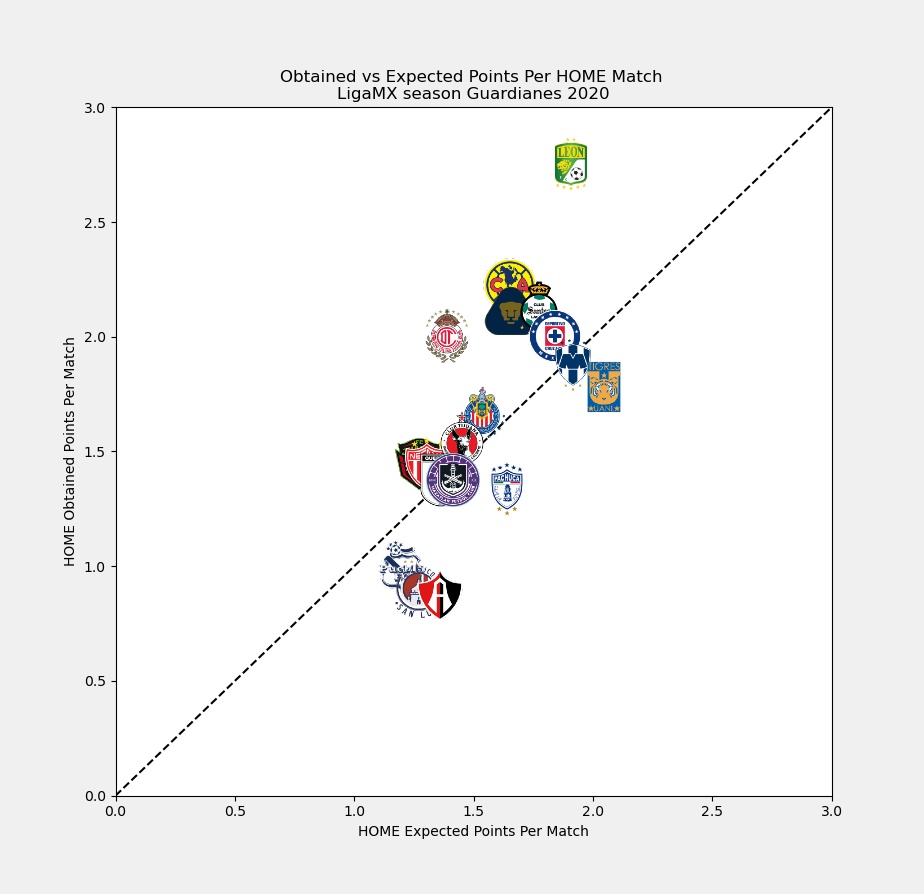 Obtained vs Expected Points Per HOME Match
LigaMX season Guardianes 2020
3.0
2.5
2.0
1.5
1.0
0.5
0.0
HOME Obtained Points Per Match
LEON
CA
TIGRES
UANL
PACHUCA
0.0
0.5
1.0
1.5
2.0
2.5
3.0
HOME Expected Points Per Match